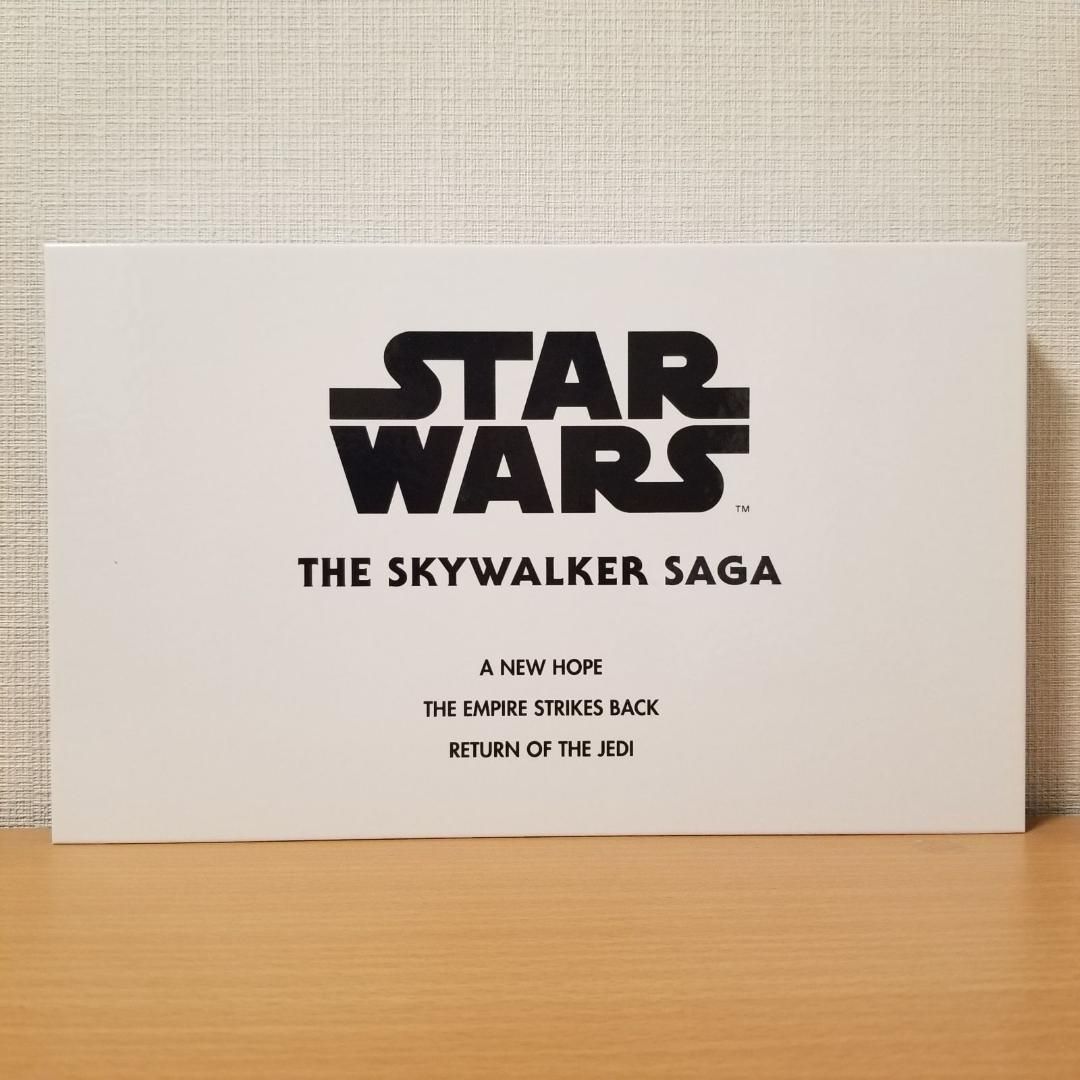 STAR
WARS
TM
THE SKYWALKER SAGA
A NEW HOPE
THE EMPIRE STRIKES BACK
RETURN OF THE JEDI